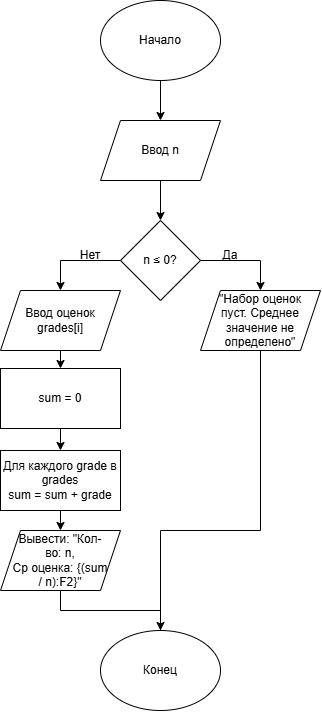 Начало
Ввод n
n ≤ 0?
Нет
Да
Ввод оценок
grades[i]
"Набор оценок
пуст. Среднее
значение не
определено"
sum = 0
Для каждого grade в
grades
sum = sum + grade
Вывести: "Кол-
во: n,
Ср оценка: {(sum
/ n):F2}"
Конец